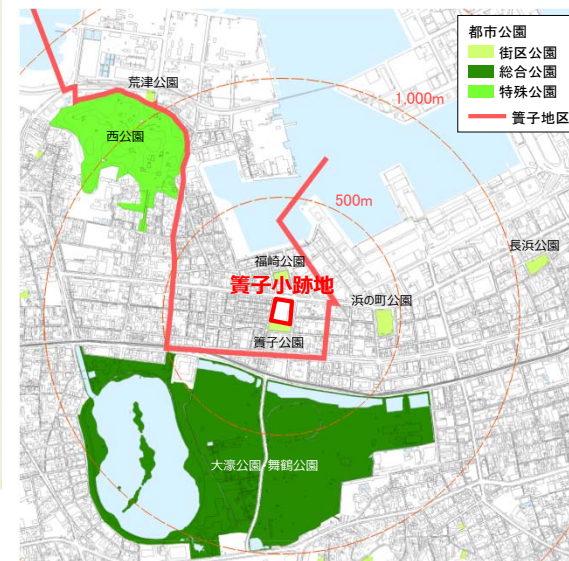 都市公園
街区公園
総合公園
特殊公園
簀子地区
荒津公園
1,000m
西公園
500m
長浜公園
福崎公園
簀子小跡地
浜の町公園
簀子公園
大濠公園・舞鶴公園